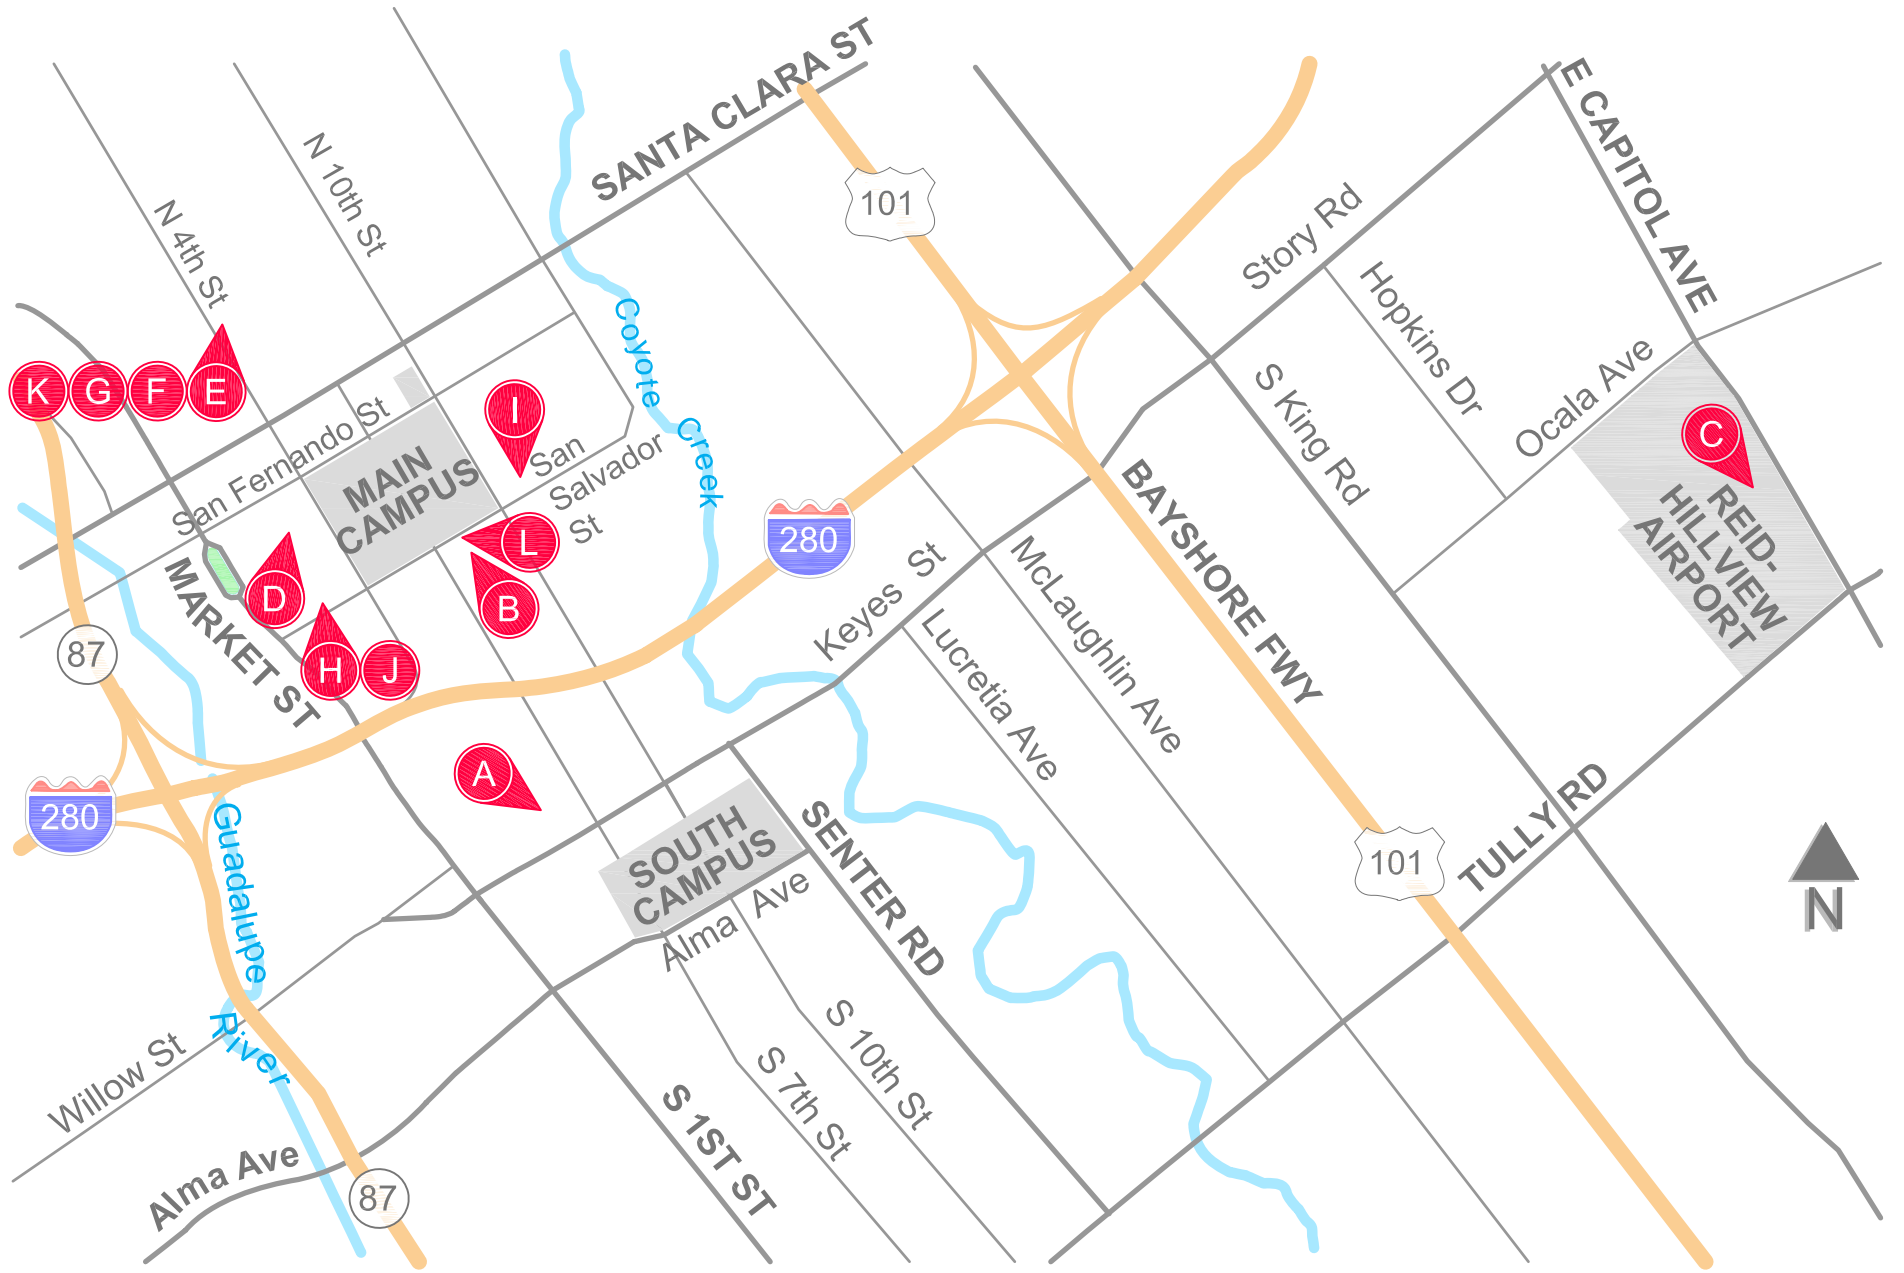 SANTA CLARA ST
E CAPITOL AVE
N 10th St
N 4th St
101
Story Rd
Hopkins Dr
Coyote
Creek
K
G
F
E
I
C
San Fernando St
MAIN
CAMPUS
San
Salvador
St
S King Rd
Ocala Ave
REID-
HILLVIEW
AIRPORT
L
B
D
H
J
280
BAYSHORE FWY
Keyes St
McLaughlin Ave
Lucretia Ave
87
MARKET ST
A
280
Guadalupe
River
SOUTH
CAMPUS
Alma Ave
SENTER RD
TULLY RD
101
N
Willow St
S 10th St
S 7th St
S 1ST ST
Alma Ave
87